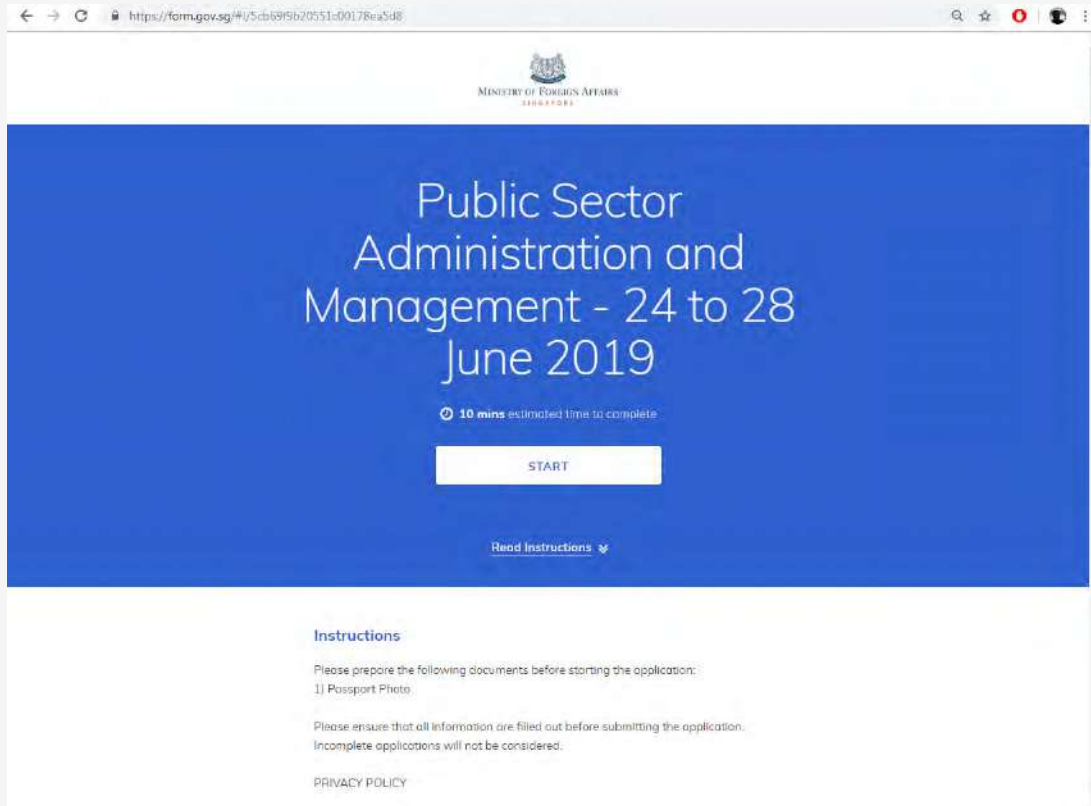 https://form.gov.sg/#!/5cb69f9b20551c00178ea5d8
MINISTRY OF FOREIGN AFFAIRS
SINGAPORE
Public Sector
Administration and
Management - 24 to 28
June 2019
10 mins estimated time to complete
START
Read Instructions
Instructions
Please prepare the following documents before starting the application:
1) Passport Photo
Please ensure that all information are filled out before submitting the application.
Incomplete applications will not be considered.
PRIVACY POLICY